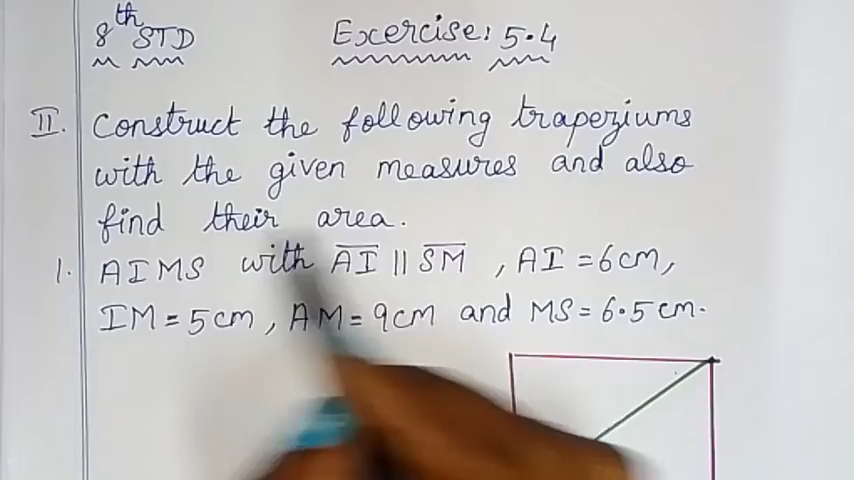 8th STD Exercise: 5.4
II. Construct the following trapeziums
with the given measures and also
find their area.
1. AIMS with AI || SM , AI = 6cm,
IM = 5cm, AM = 9cm and MS = 6.5cm.